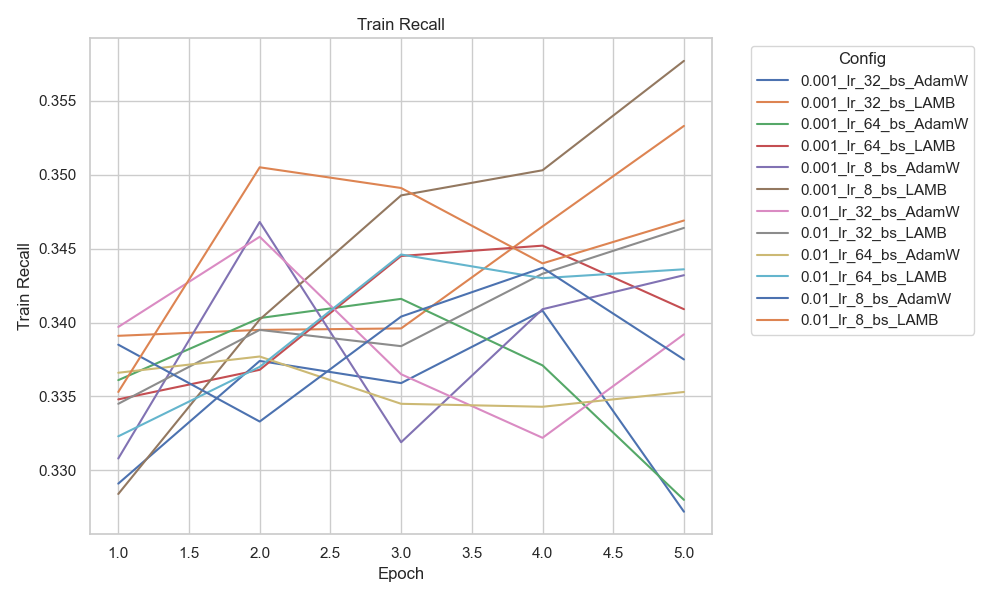 Train Recall
Train Recall
0.355
0.350
0.345
0.340
0.335
0.330
1.0 1.5 2.0 2.5 3.0 3.5 4.0 4.5 5.0
Epoch
Config
0.001_lr_32_bs_AdamW
0.001_lr_32_bs_LAMB
0.001_lr_64_bs_AdamW
0.001_lr_64_bs_LAMB
0.001_lr_8_bs_AdamW
0.001_lr_8_bs_LAMB
0.01_lr_32_bs_AdamW
0.01_lr_32_bs_LAMB
0.01_lr_64_bs_AdamW
0.01_lr_64_bs_LAMB
0.01_lr_8_bs_AdamW
0.01_lr_8_bs_LAMB